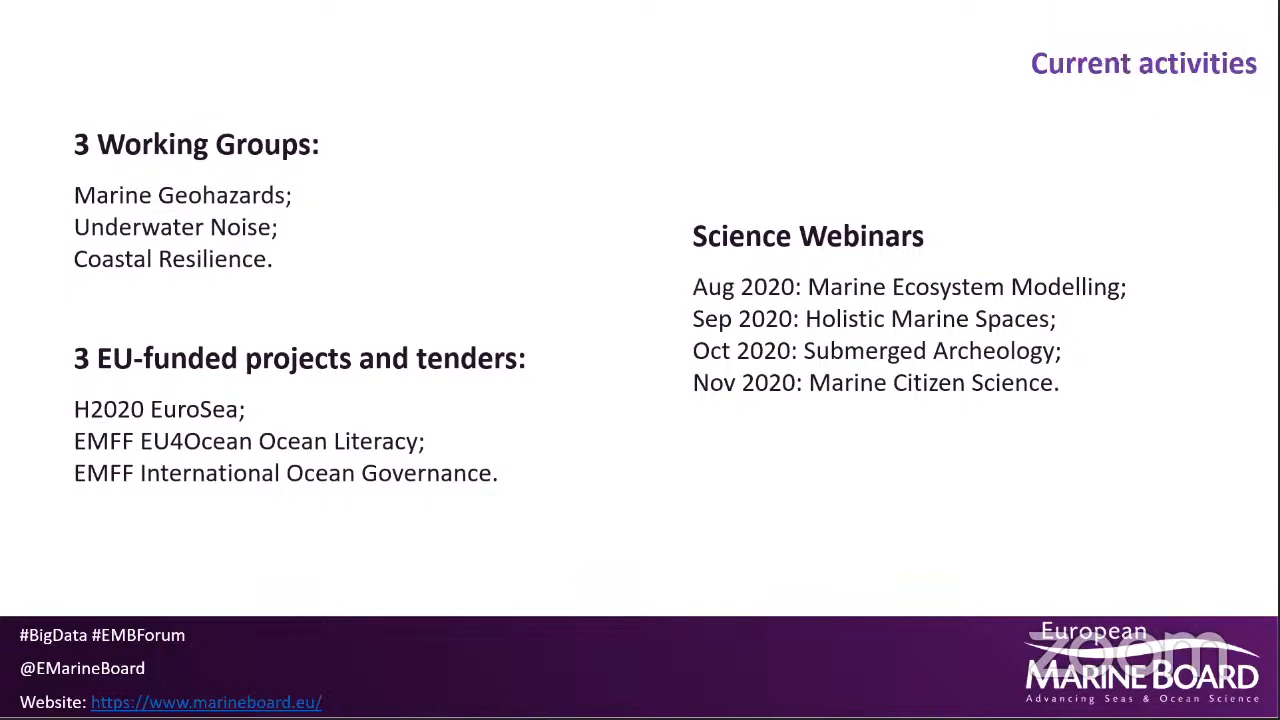 Current activities
3 Working Groups:
Marine Geohazards;
Underwater Noise;
Coastal Resilience.
3 EU-funded projects and tenders:
H2020 EuroSea;
EMFF EU4Ocean Ocean Literacy;
EMFF International Ocean Governance.
Science Webinars
Aug 2020: Marine Ecosystem Modelling;
Sep 2020: Holistic Marine Spaces;
Oct 2020: Submerged Archeology;
Nov 2020: Marine Citizen Science.
#BigData #EMBForum
@EMarineBoard
Website: https://www.marineboard.eu/
European
zoom
MARINE BOARD
Advancing Seas & Ocean Science